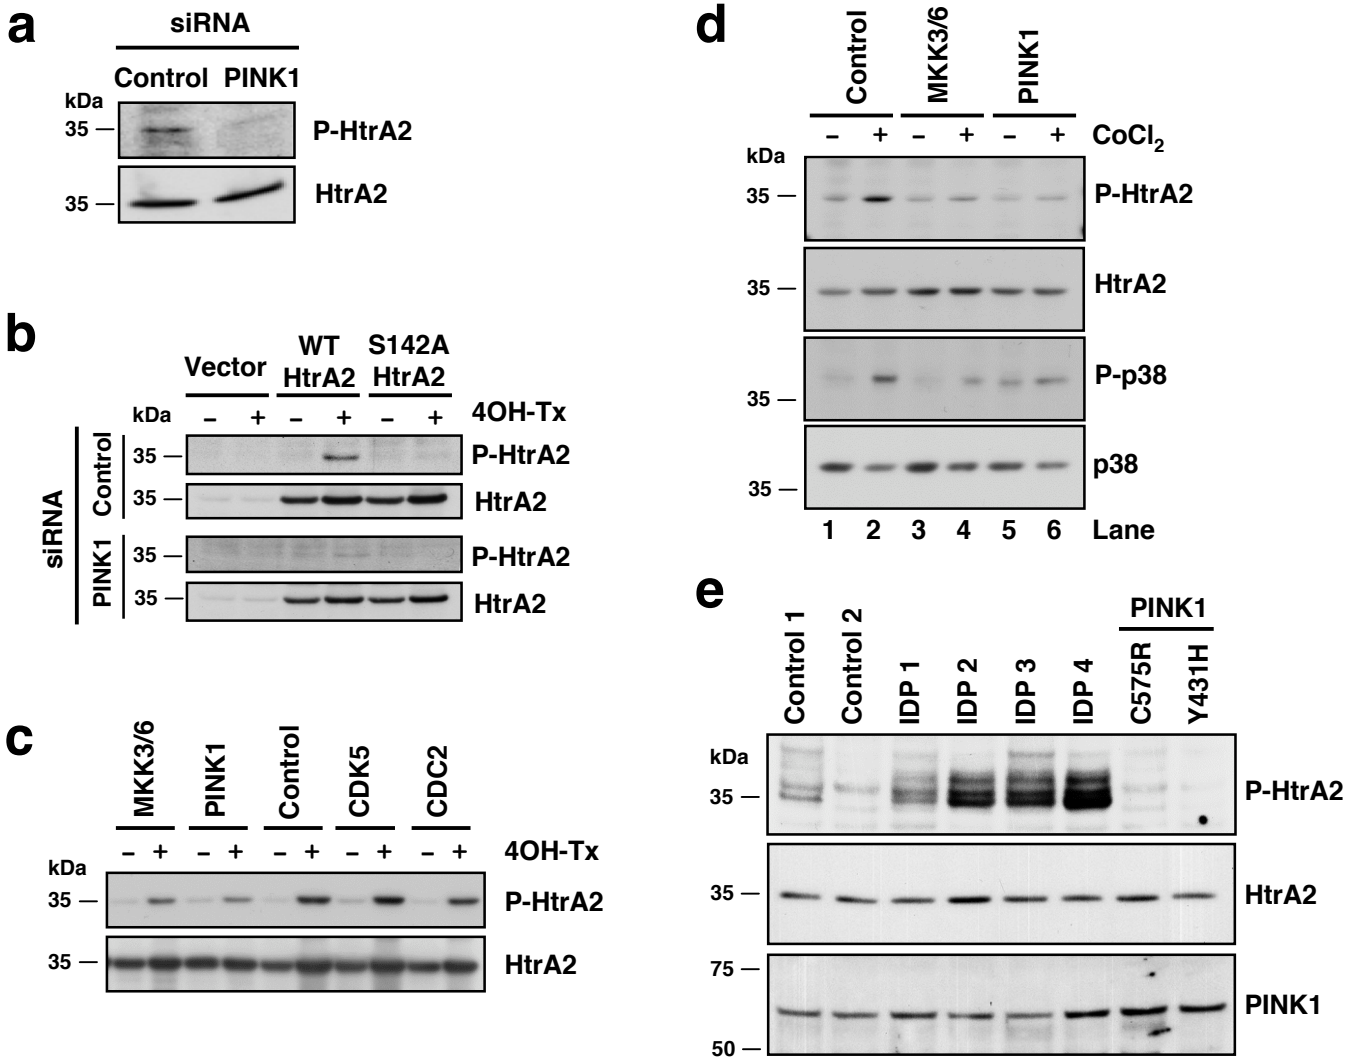 a
siRNA
Control PINK1
kDa
35 — P-HtrA2
35 — HtrA2
b
Vector WT HtrA2 S142A HtrA2
kDa – + – + – + 4OH-Tx
siRNA
Control
35 — P-HtrA2
35 — HtrA2
PINK1
35 — P-HtrA2
35 — HtrA2
c
MKK3/6 PINK1 Control CDK5 CDC2
– + – + – + – + – + 4OH-Tx
kDa
35 — P-HtrA2
35 — HtrA2
d
Control MKK3/6 PINK1
– + – + – + CoCl2
kDa
35 — P-HtrA2
35 — HtrA2
35 — P-p38
35 — p38
1 2 3 4 5 6 Lane
e
PINK1
Control 1 Control 2 IDP 1 IDP 2 IDP 3 IDP 4 C575R Y431H
kDa
35 — P-HtrA2
35 — HtrA2
75 —
PINK1
50 —